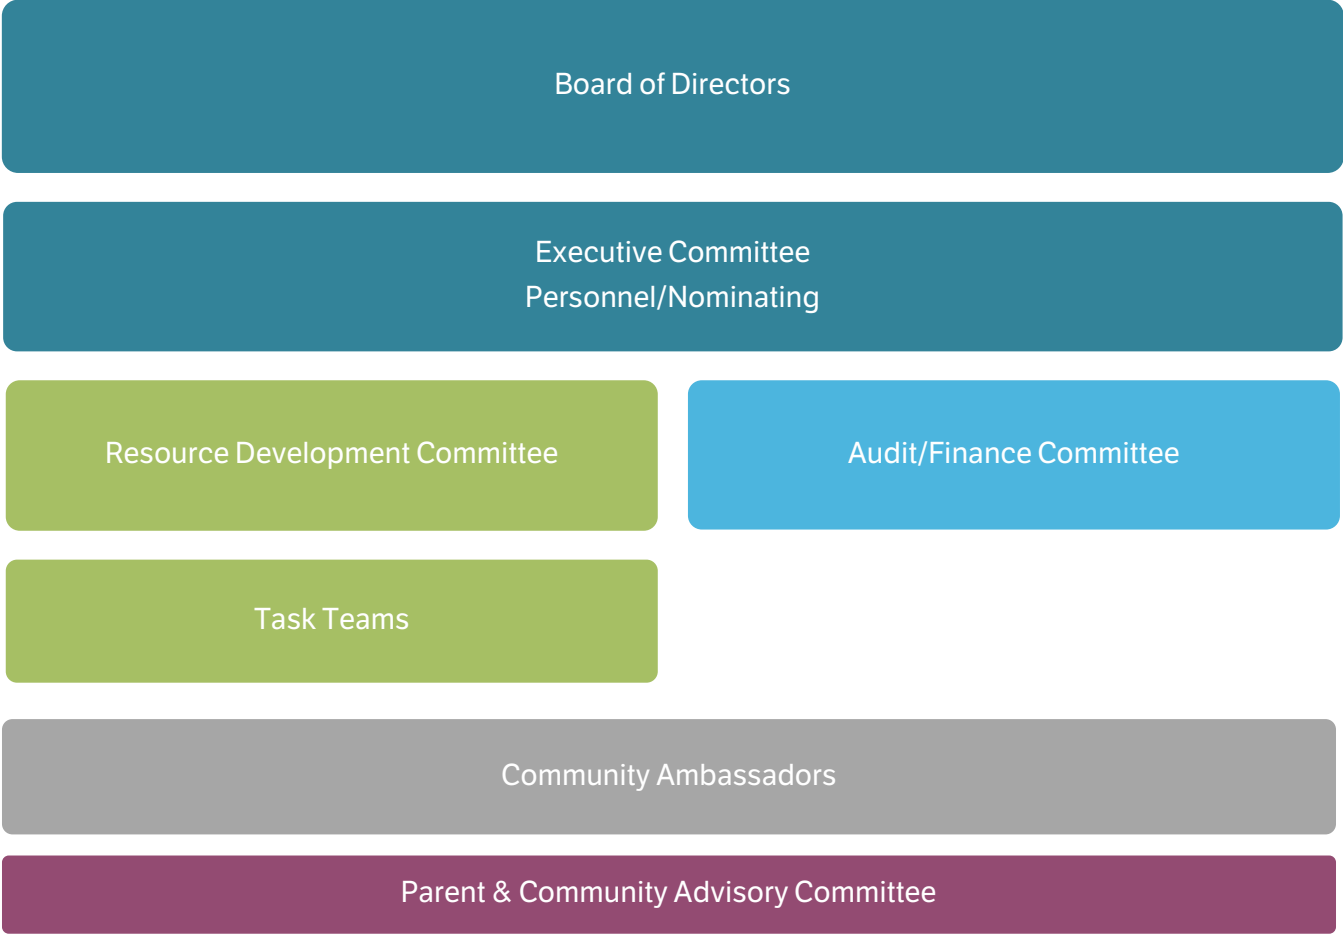 Board of Directors
Executive Committee
Personnel/Nominating
Resource Development Committee
Audit/Finance Committee
Task Teams
Community Ambassadors
Parent & Community Advisory Committee